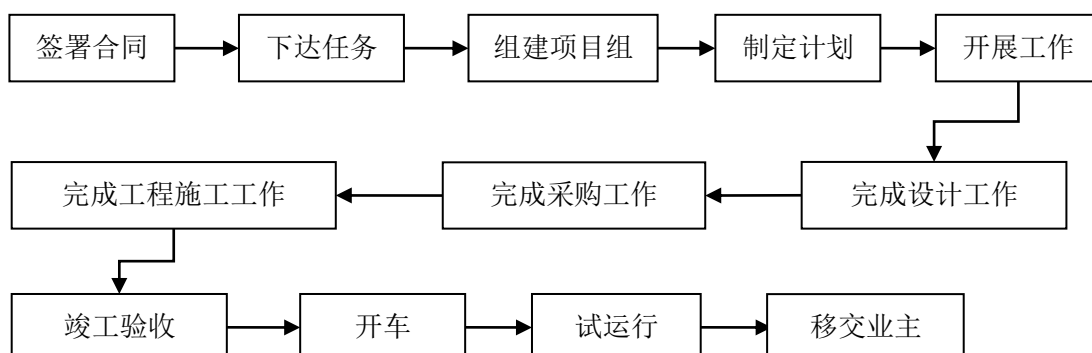 签署合同
下达任务
组建项目组
制定计划
开展工作
完成设计工作
完成采购工作
完成工程施工工作
竣工验收
开车
试运行
移交业主